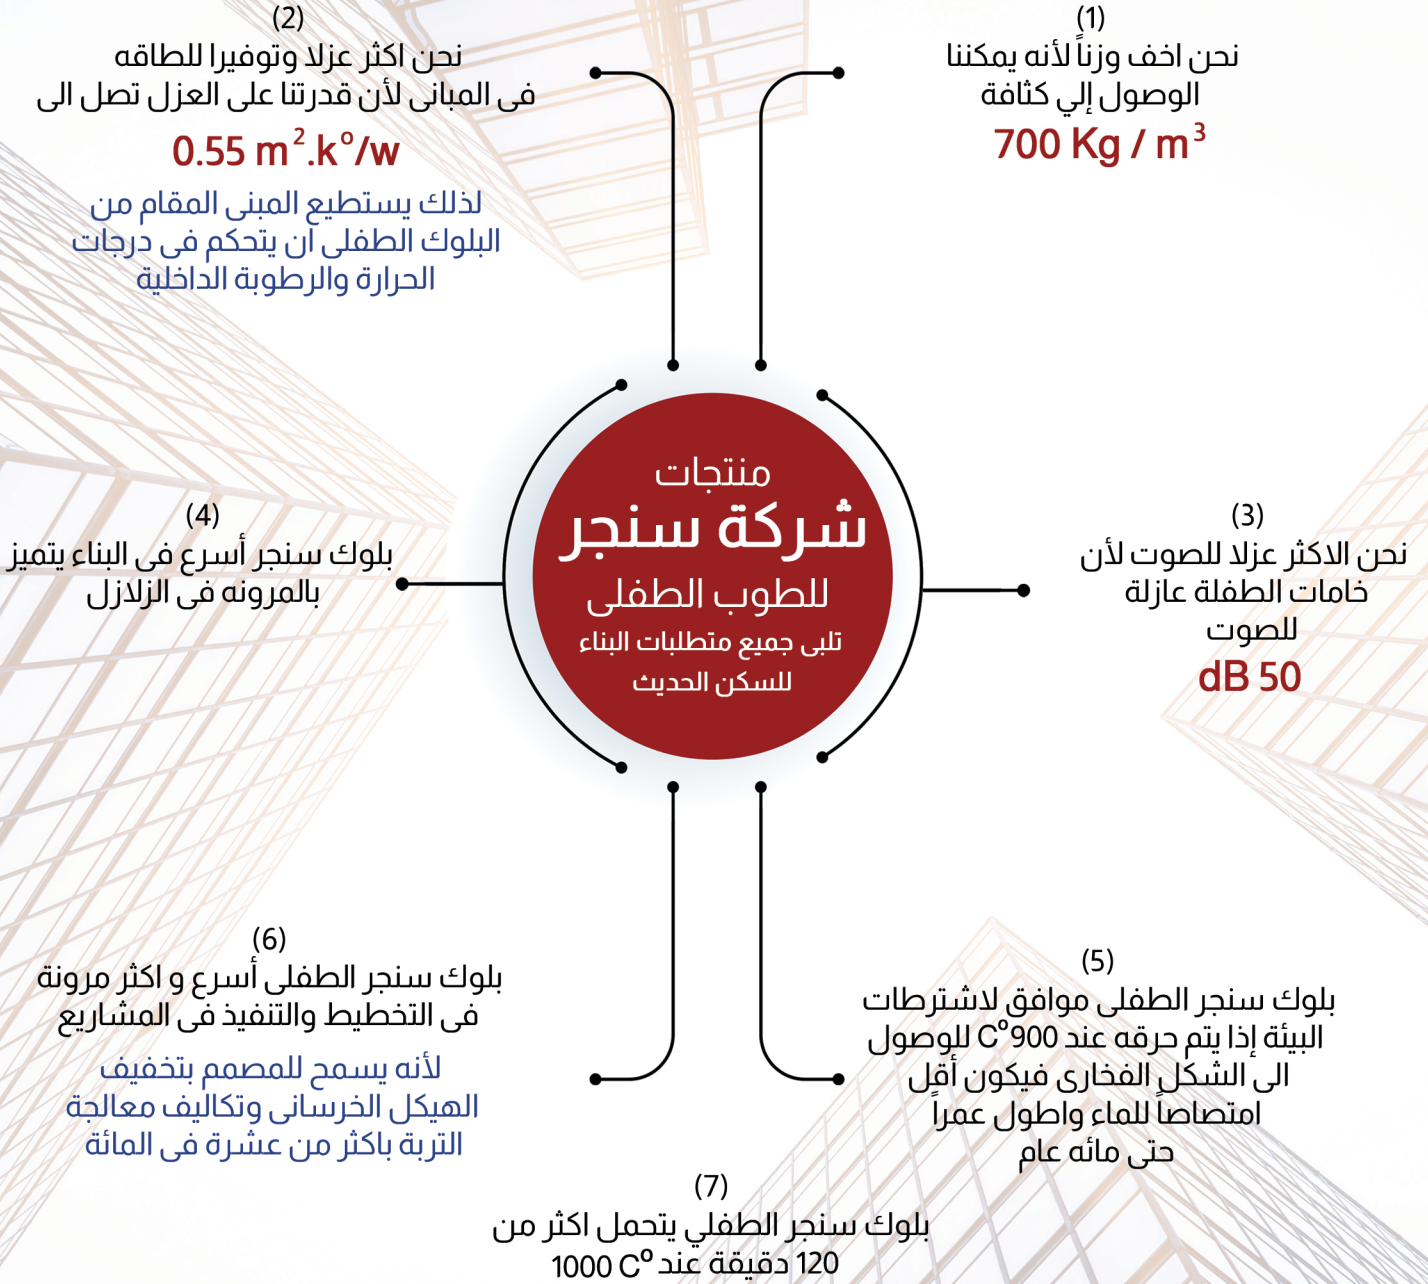 منتجات
شركة سنجر
للطوب الطفلى
تلبى جميع متطلبات البناء
للسكن الحديث
(1)
نحن اخف وزناً لأنه يمكننا
الوصول إلي كثافة
700 Kg / m³
(2)
نحن اكثر عزلا وتوفيرا للطاقه
فى المبانى لأن قدرتنا على العزل تصل الى
0.55 m².k°/w
لذلك يستطيع المبنى المقام من
البلوك الطفلى ان يتحكم فى درجات
الحرارة والرطوبة الداخلية
(3)
نحن الاكثر عزلا للصوت لأن
خامات الطفلة عازلة
للصوت
dB 50
(4)
بلوك سنجر أسرع فى البناء يتميز
بالمرونه فى الزلازل
(5)
بلوك سنجر الطفلى موافق لاشترطات
البيئة إذا يتم حرقه عند 900°C للوصول
الى الشكل الفخارى فيكون أقل
امتصاصاً للماء واطول عمراً
حتى مائه عام
(6)
بلوك سنجر الطفلى أسرع و اكثر مرونة
فى التخطيط والتنفيذ فى المشاريع
لأنه يسمح للمصمم بتخفيف
الهيكل الخرسانى وتكاليف معالجة
التربة باكثر من عشرة فى المائة
(7)
بلوك سنجر الطفلي يتحمل اكثر من
120 دقيقة عند 1000 C°